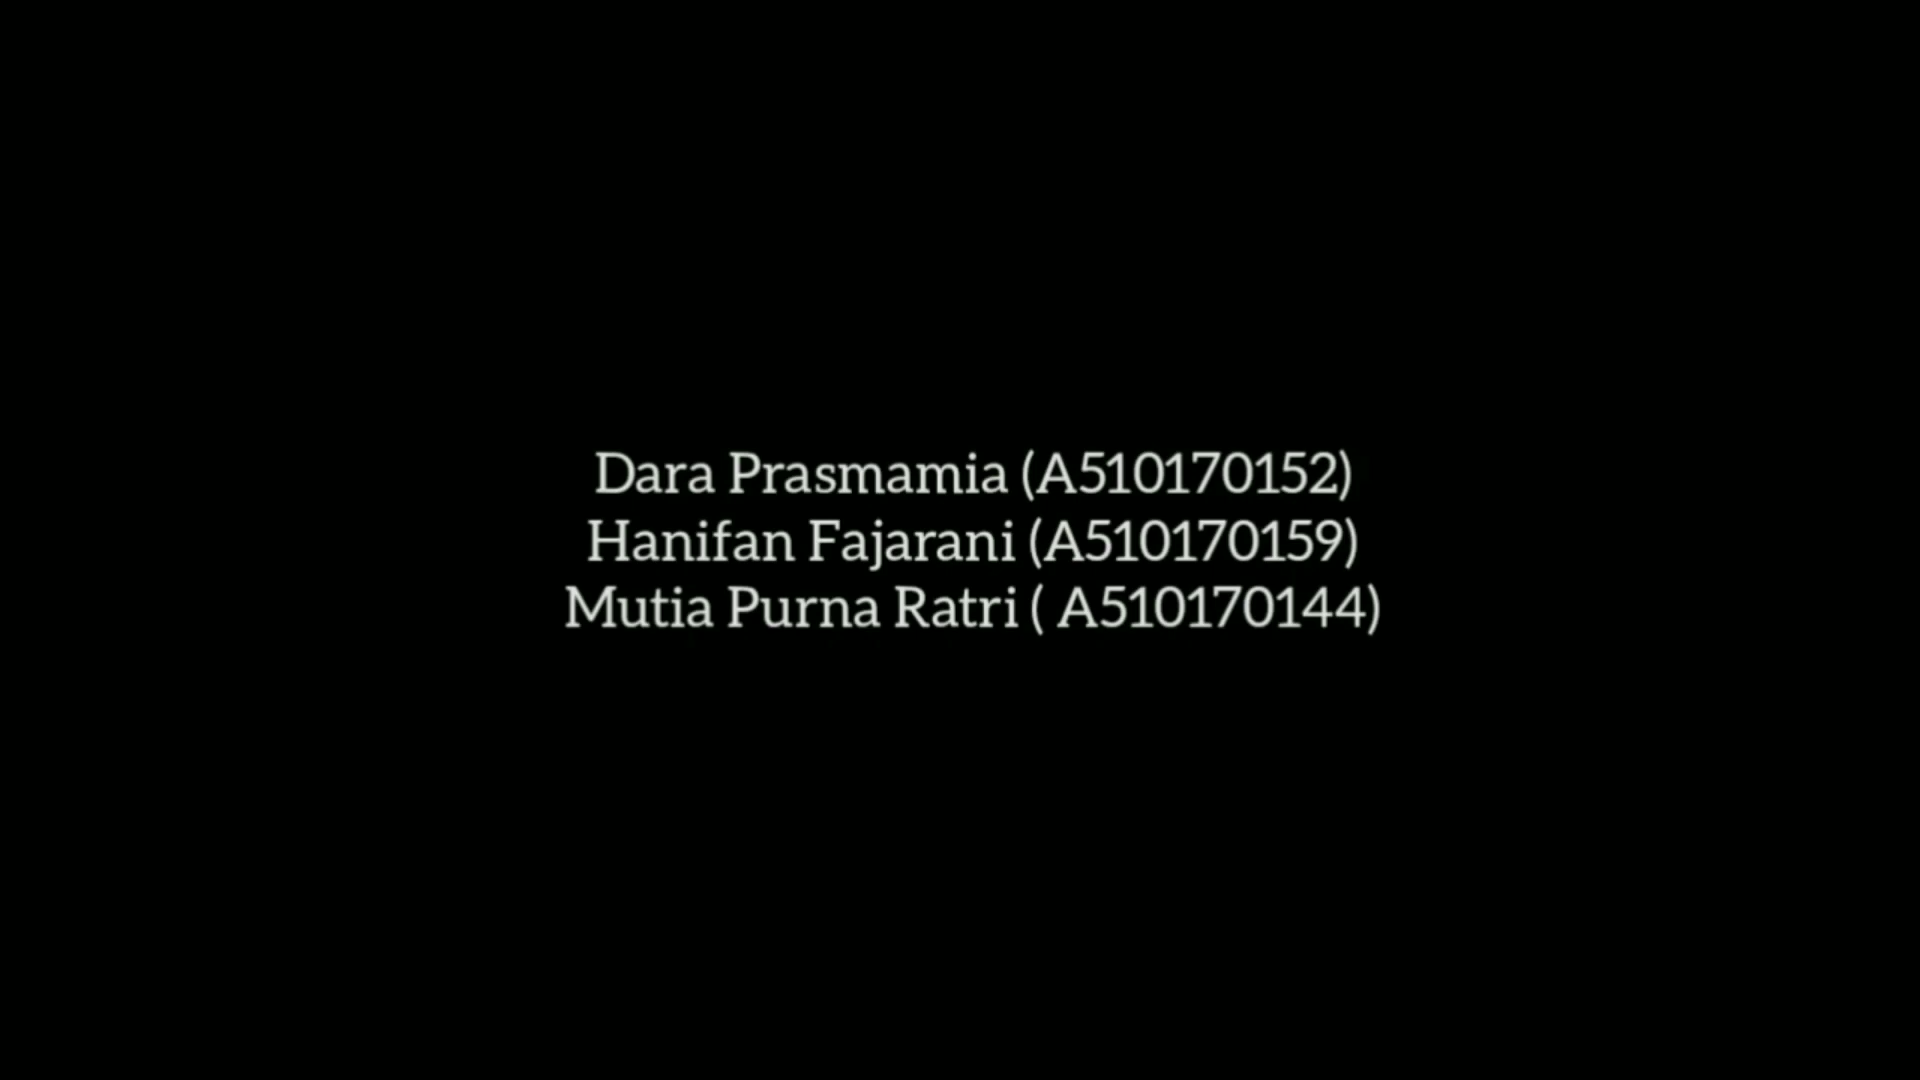 Dara Prasmamia (A510170152)
Hanifan Fajarani (A510170159)
Mutia Purna Ratri ( A510170144)